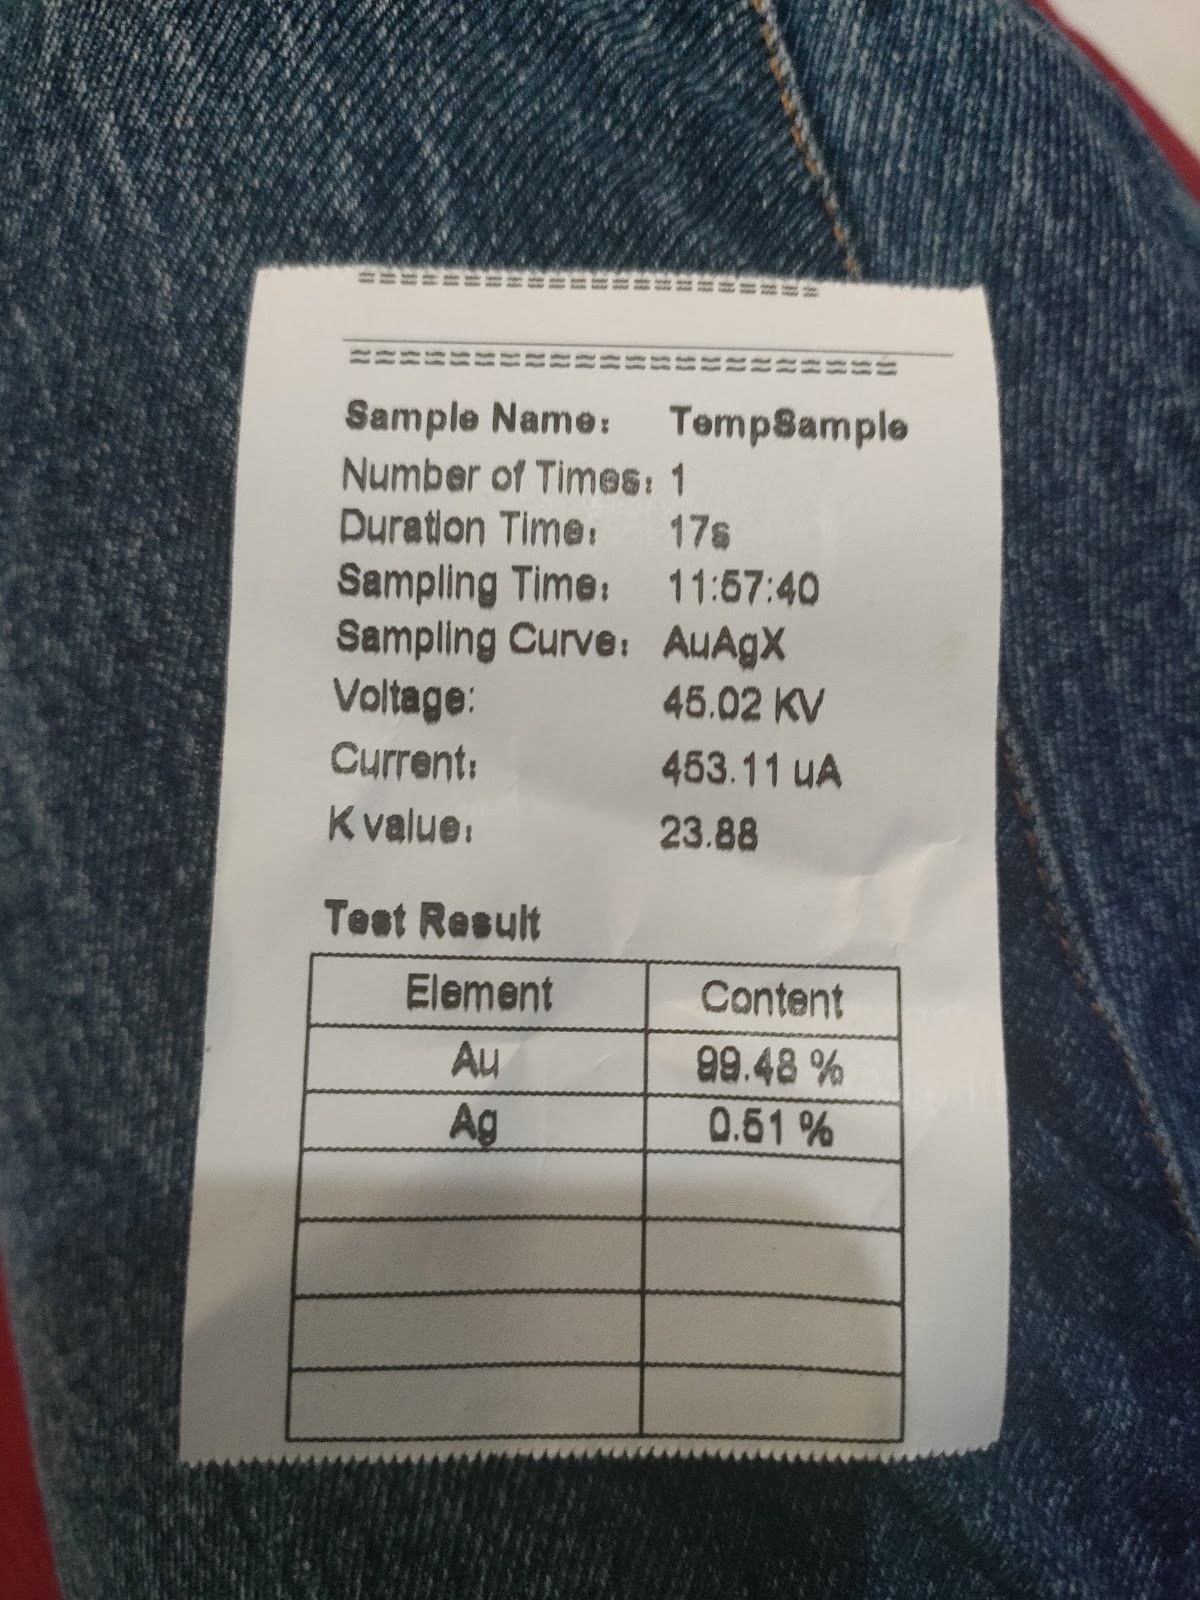 ======================
======================
Sample Name: TempSample
Number of Times: 1
Duration Time: 17s
Sampling Time: 11:57:40
Sampling Curve: AuAgX
Voltage: 45.02 KV
Current: 453.11 uA
K value: 23.88
Test Result
Element Content
Au 99.48 %
Ag 0.51 %